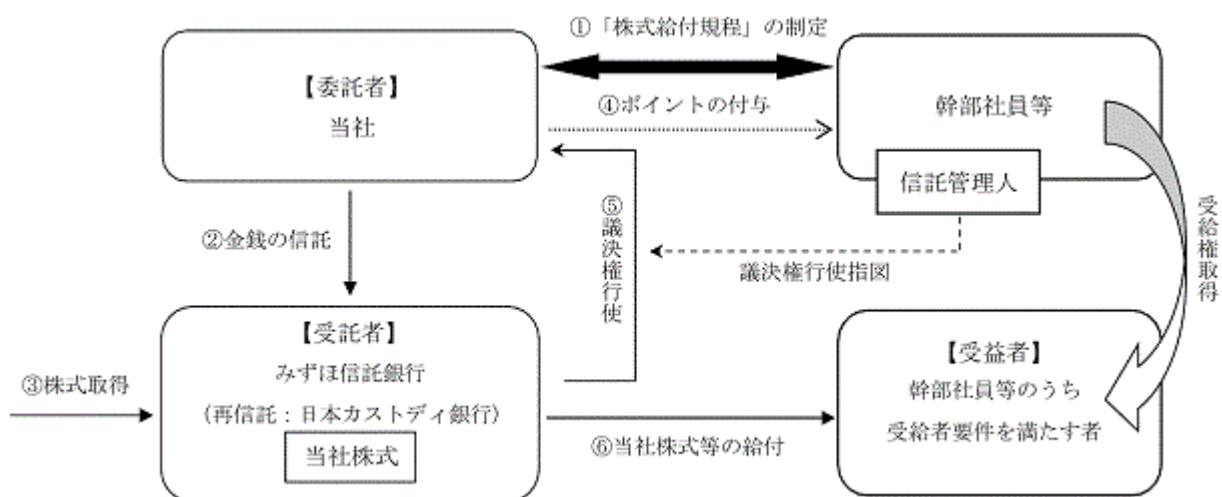 ①「株式給付規程」の制定
【委託者】
当社
④ポイントの付与
幹部社員等
信託管理人
②金銭の信託
⑤議決権行使
議決権行使指図
受給権取得
③株式取得
【受託者】
みずほ信託銀行
(再信託:日本カストディ銀行)
当社株式
⑥当社株式等の給付
【受益者】
幹部社員等のうち
受給者要件を満たす者